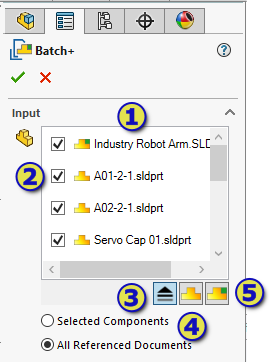 Batch+
Input
1
Industry Robot Arm.SLD
2
A01-2-1.sldprt
A02-2-1.sldprt
Servo Cap 01.sldprt
3
5
Selected Components
4
All Referenced Documents